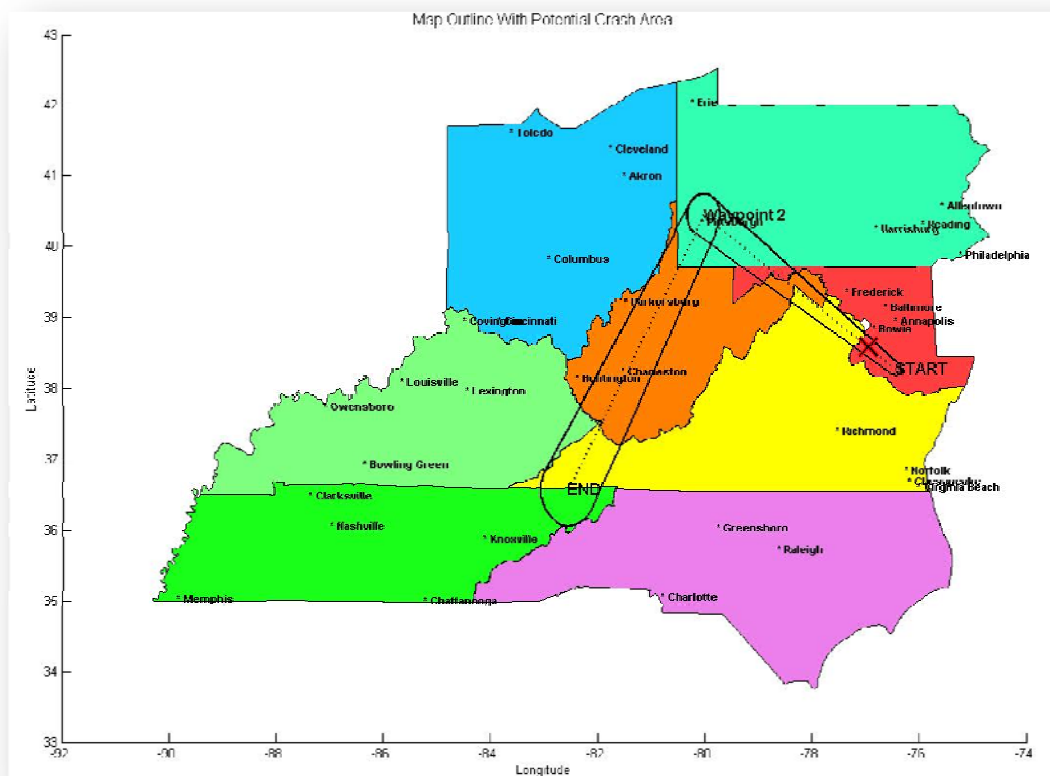 Map Outline With Potential Crash Area
43
42
41
40
39
38
37
36
35
34
33
Latitude
-92
-90
-88
-86
-84
-82
-80
-78
-76
-74
Longitude
* Erie
* Toledo
* Cleveland
* Akron
Waypoint 2
* Allentown
* Reading
* Harrisburg
* Philadelphia
* Columbus
* Frederick
* Parkersburg
* Baltimore
* Covington
* Annapolis
* Bowie
START
* Charleston
* Huntington
* Louisville
* Lexington
Owensboro
* Richmond
* Bowling Green
* Norfolk
* Chesapeake
Virginia Beach
END
* Clarksville
* Nashville
* Greensboro
* Knoxville
* Raleigh
* Memphis
* Chattanooga
* Charlotte